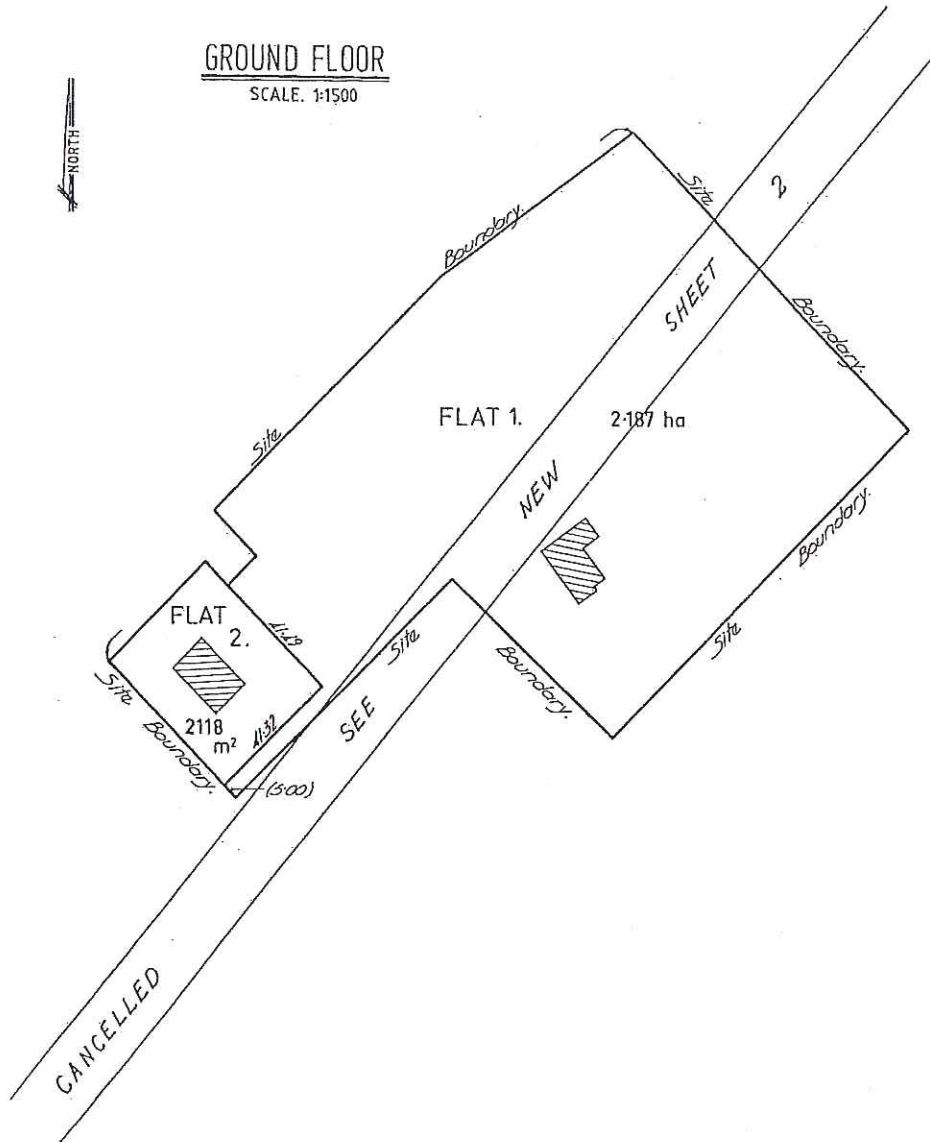 GROUND FLOOR
SCALE. 1:1500
NORTH
Site
2
Boundary.
SHEET
Boundary.
FLAT 1.
2·187 ha
Site
NEW
Boundary.
FLAT
2.
41·49
Site
Site
Boundary.
SEE
2118
m²
41·32
Site Boundary.
(5·00)
CANCELLED